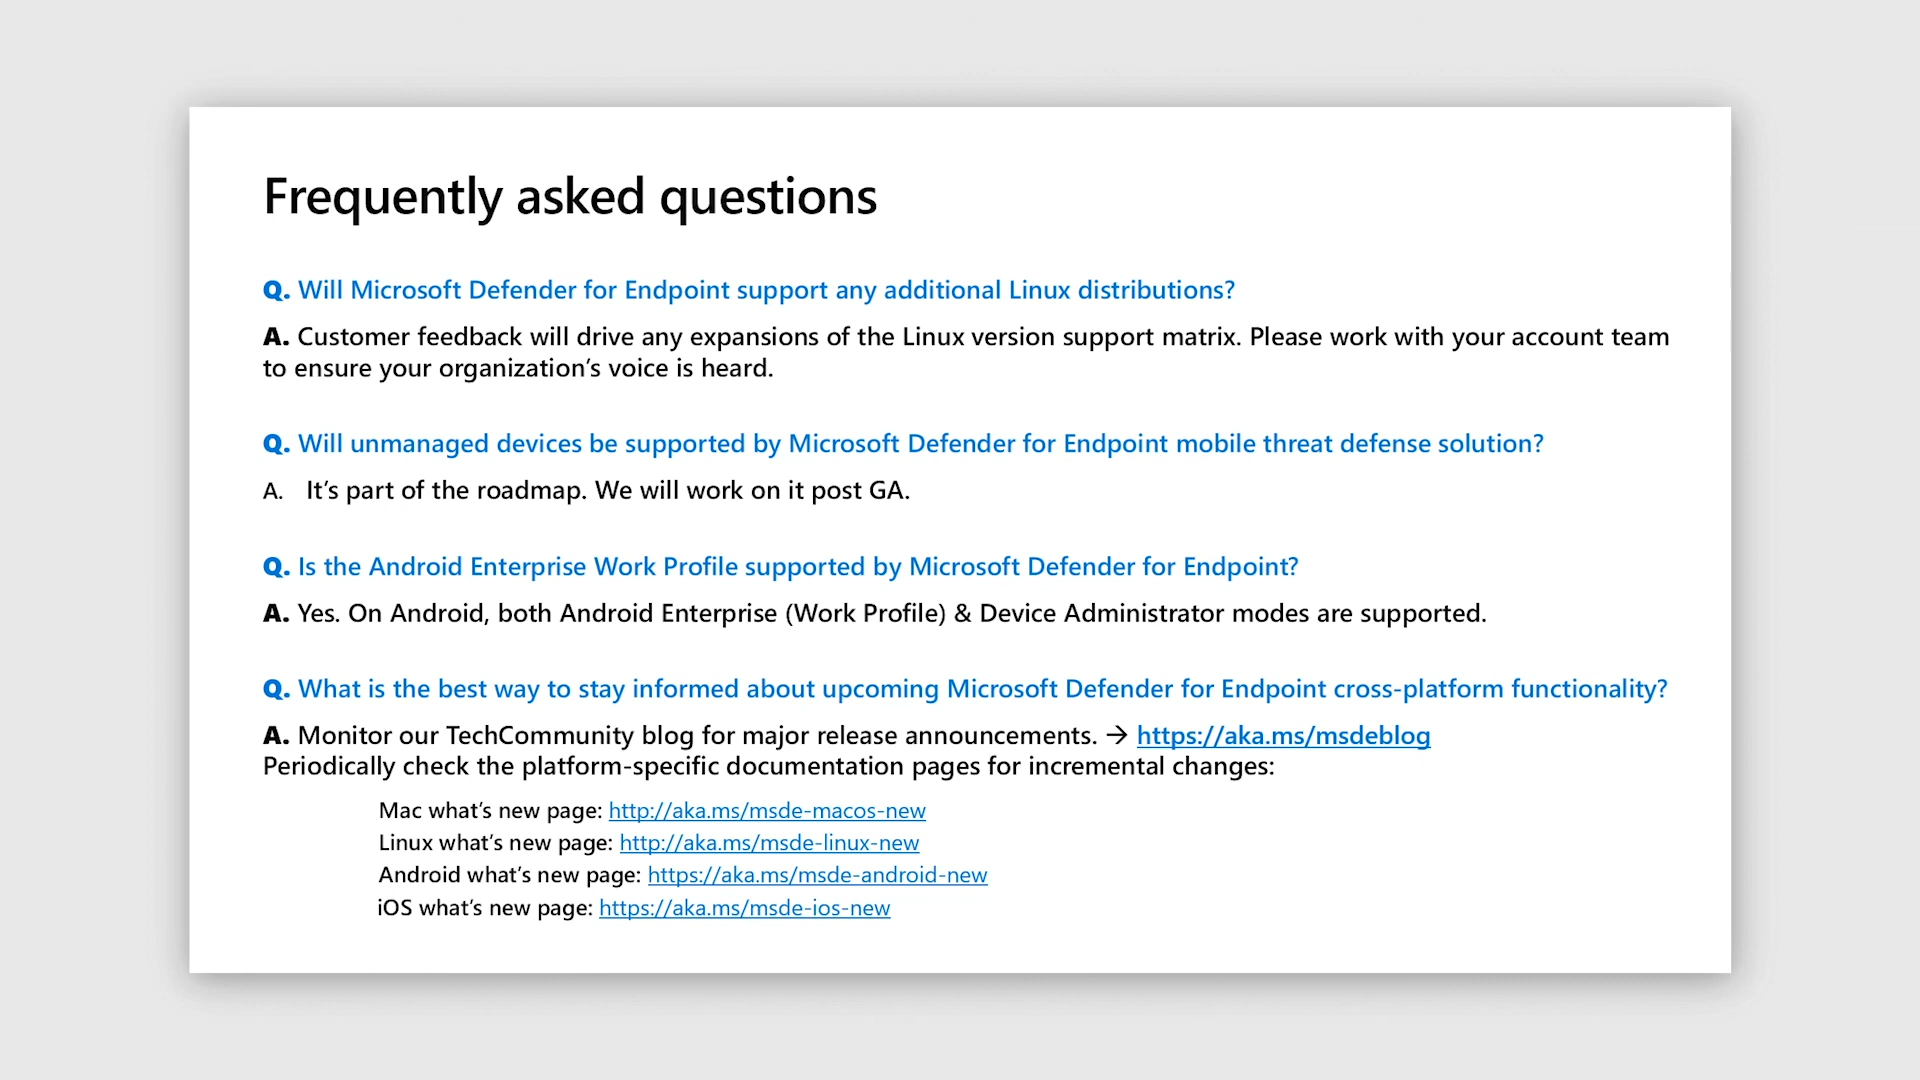 Frequently asked questions
Q. Will Microsoft Defender for Endpoint support any additional Linux distributions?
A. Customer feedback will drive any expansions of the Linux version support matrix. Please work with your account team
to ensure your organization’s voice is heard.
Q. Will unmanaged devices be supported by Microsoft Defender for Endpoint mobile threat defense solution?
A. It’s part of the roadmap. We will work on it post GA.
Q. Is the Android Enterprise Work Profile supported by Microsoft Defender for Endpoint?
A. Yes. On Android, both Android Enterprise (Work Profile) & Device Administrator modes are supported.
Q. What is the best way to stay informed about upcoming Microsoft Defender for Endpoint cross-platform functionality?
A. Monitor our TechCommunity blog for major release announcements. → https://aka.ms/msdeblog
Periodically check the platform-specific documentation pages for incremental changes:
Mac what’s new page: http://aka.ms/msde-macos-new
Linux what’s new page: http://aka.ms/msde-linux-new
Android what’s new page: https://aka.ms/msde-android-new
iOS what’s new page: https://aka.ms/msde-ios-new